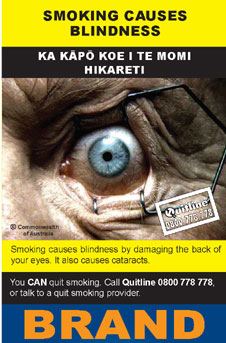 SMOKING CAUSES
BLINDNESS
KA KĀPŌ KOE I TE MOMI
HIKARETI
Quitline
0800 778 778
© Commonwealth
of Australia
Smoking causes blindness by damaging the back of
your eyes. It also causes cataracts.
You CAN quit smoking. Call Quitline 0800 778 778,
or talk to a quit smoking provider.
BRAND